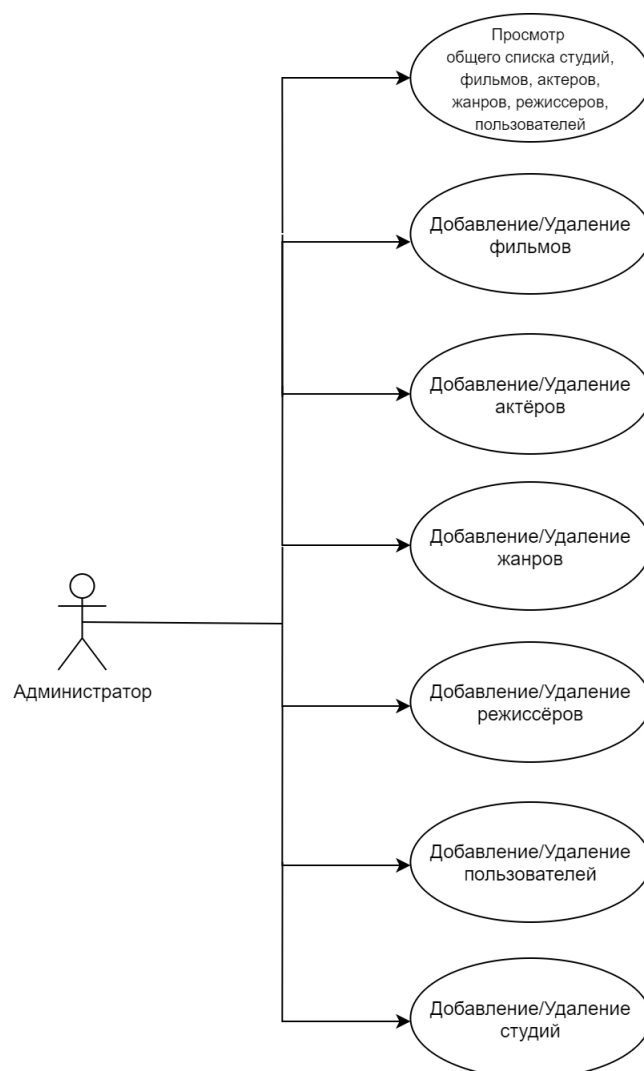 Просмотр
общего списка студий,
фильмов, актеров,
жанров, режиссеров,
пользователей
Добавление/Удаление
фильмов
Добавление/Удаление
актёров
Добавление/Удаление
жанров
Администратор
Добавление/Удаление
режиссёров
Добавление/Удаление
пользователей
Добавление/Удаление
студий